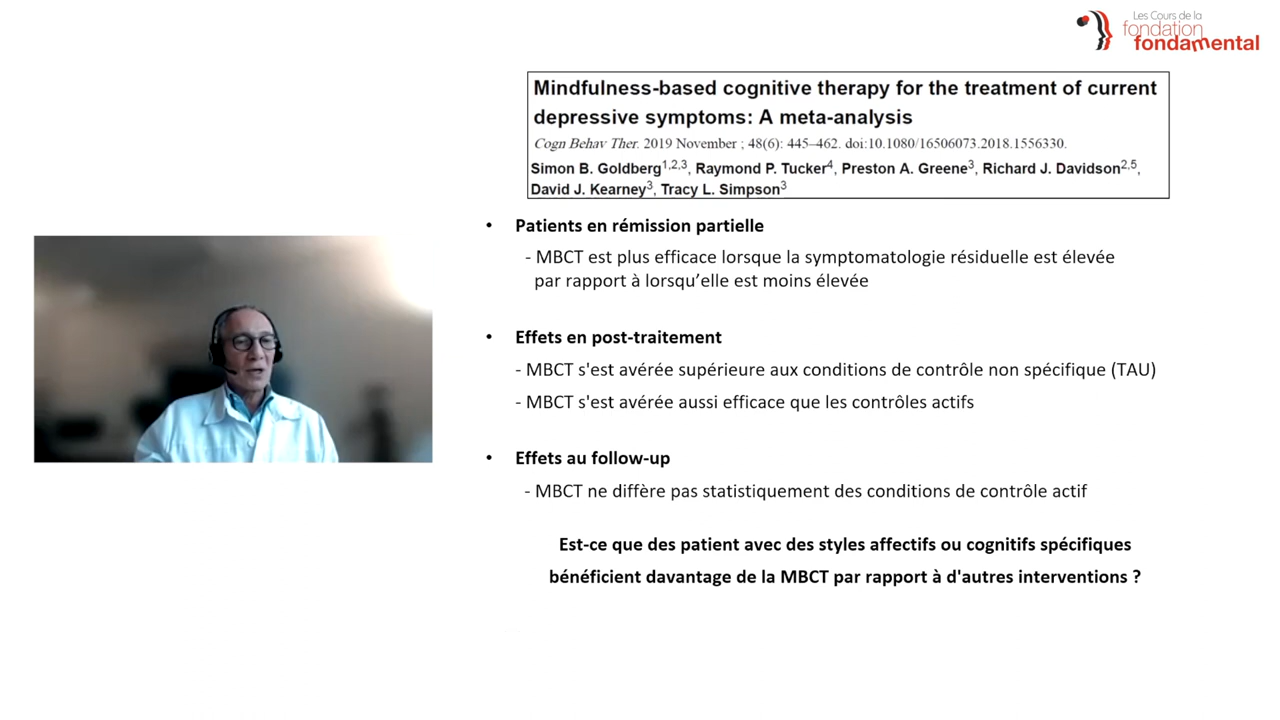 Les Cours de la
fondation
fondamental
Mindfulness-based cognitive therapy for the treatment of current
depressive symptoms: A meta-analysis
Cogn Behav Ther. 2019 November ; 48(6): 445–462. doi:10.1080/16506073.2018.1556330.
Simon B. Goldberg1,2,3, Raymond P. Tucker4, Preston A. Greene3, Richard J. Davidson2,5,
David J. Kearney3, Tracy L. Simpson3
• Patients en rémission partielle
- MBCT est plus efficace lorsque la symptomatologie résiduelle est élevée
par rapport à lorsqu’elle est moins élevée
• Effets en post-traitement
- MBCT s'est avérée supérieure aux conditions de contrôle non spécifique (TAU)
- MBCT s'est avérée aussi efficace que les contrôles actifs
• Effets au follow-up
- MBCT ne diffère pas statistiquement des conditions de contrôle actif
Est-ce que des patient avec des styles affectifs ou cognitifs spécifiques
bénéficient davantage de la MBCT par rapport à d'autres interventions ?